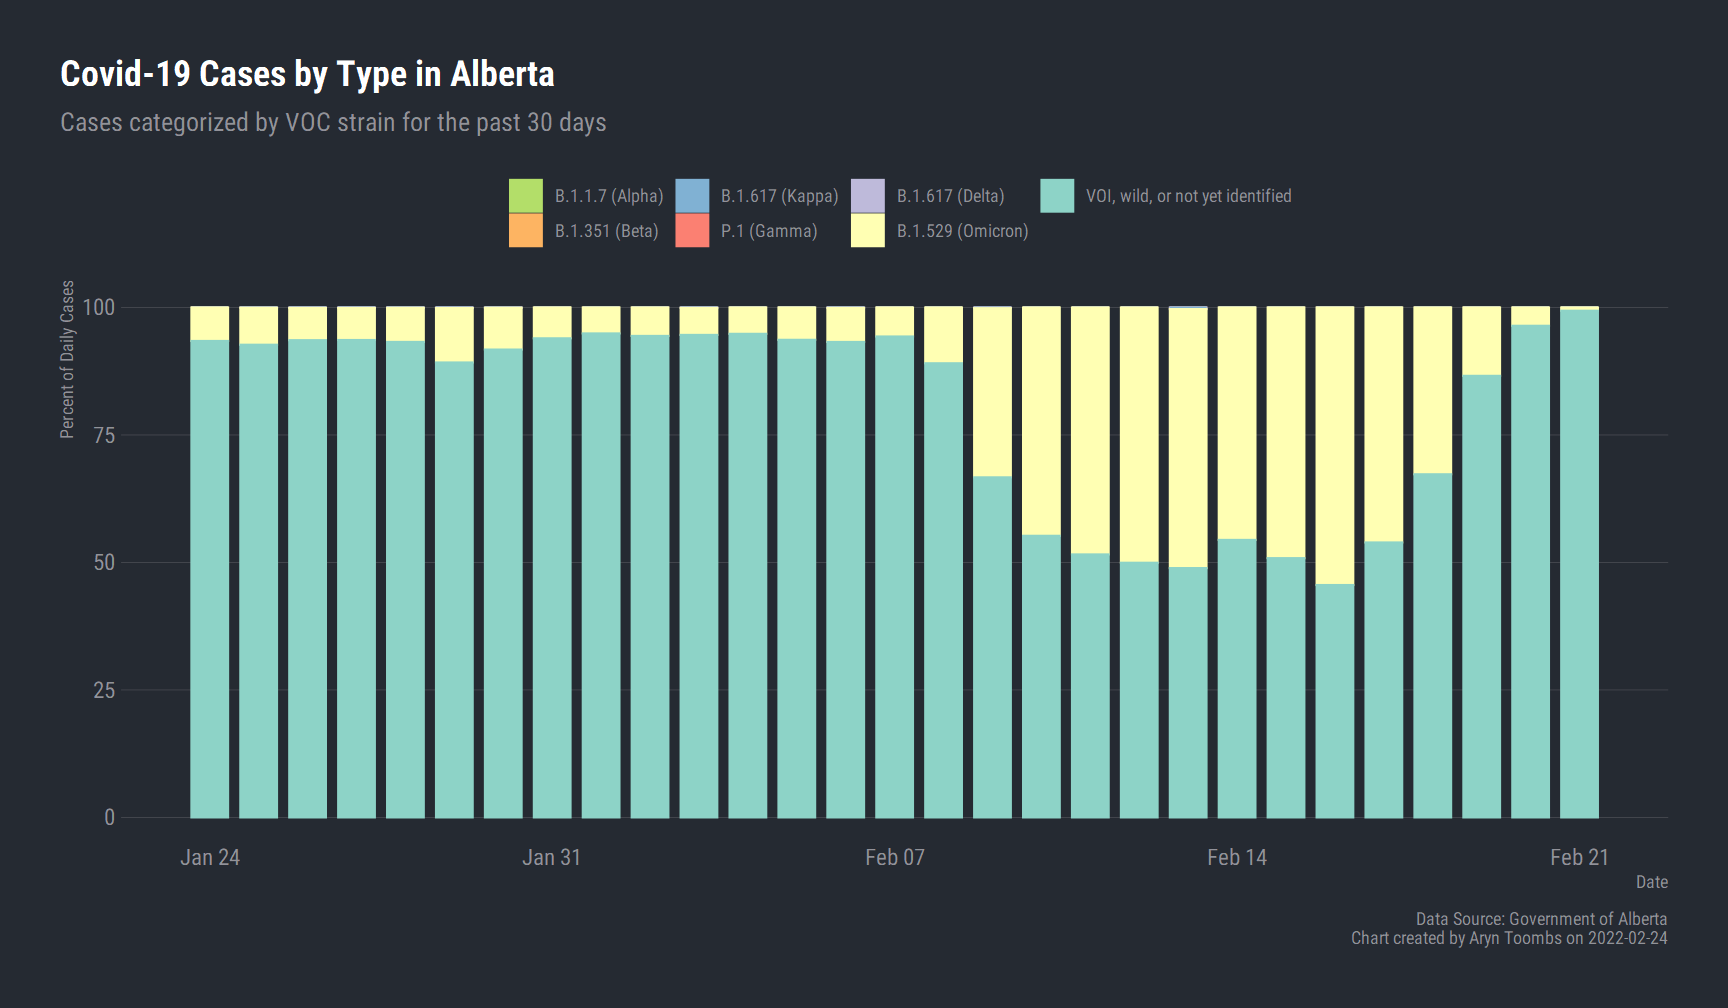 Covid-19 Cases by Type in Alberta
Cases categorized by VOC strain for the past 30 days
B.1.1.7 (Alpha) B.1.617 (Kappa) B.1.617 (Delta) VOI, wild, or not yet identified
B.1.351 (Beta) P.1 (Gamma) B.1.529 (Omicron)
Percent of Daily Cases
100
75
50
25
0
Jan 24 Jan 31 Feb 07 Feb 14 Feb 21
Date
Data Source: Government of Alberta
Chart created by Aryn Toombs on 2022-02-24